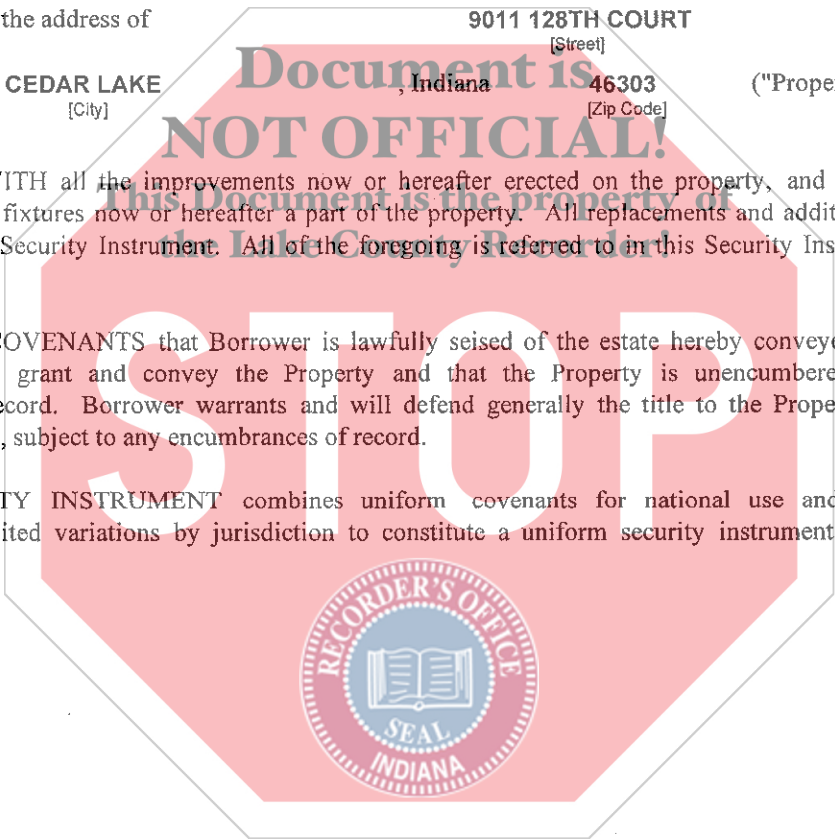 the address of 9011 128TH COURT
[Street]
Document is
CEDAR LAKE , Indiana 46303 ("Prope
[City] [Zip Code]
NOT OFFICIAL!
ITH all the improvements now or hereafter erected on the property, and
This Document is the property of
fixtures now or hereafter a part of the property. All replacements and addit
Security Instrument. All of the foregoing is referred to in this Security Ins
the Lake County Recorder!
STOP
COVENANTS that Borrower is lawfully seised of the estate hereby conveye
grant and convey the Property and that the Property is unencumbere
ecord. Borrower warrants and will defend generally the title to the Prope
, subject to any encumbrances of record.
TY INSTRUMENT combines uniform covenants for national use and
ited variations by jurisdiction to constitute a uniform security instrument
RECORDER'S OFFICE
SEAL
INDIANA